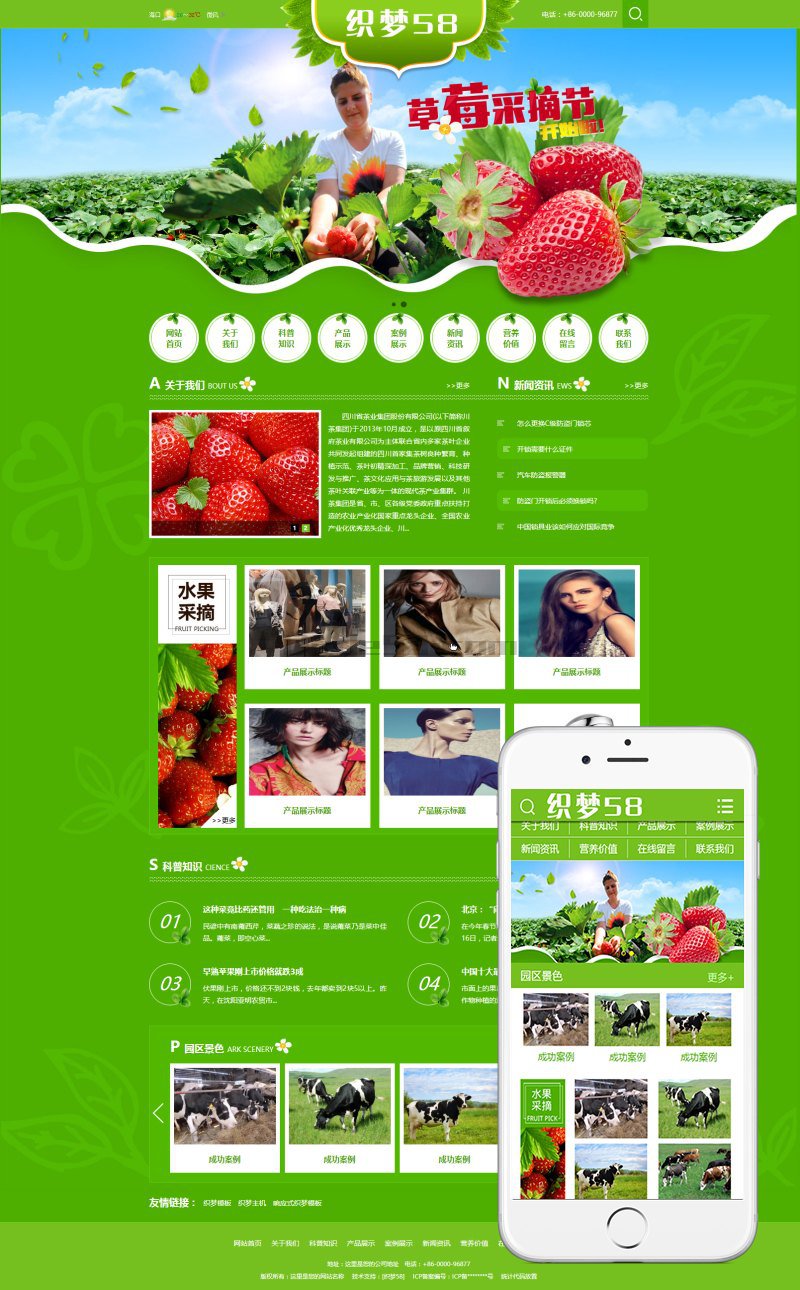 海口
微风
织梦58
电话：+86-0000-96877
草莓采摘节
开始啦!
网站首页
关于我们
科普知识
产品展示
案例展示
新闻资讯
营养价值
在线留言
联系我们
A 关于我们 BOUT US
>>更多
N 新闻资讯 EWS
>>更多
四川省茶业集团股份有限公司(以下简称川
茶集团)于2013年10月成立，是以原四川省叙
府茶业有限公司为主体联合省内多家茶叶企业
共同发起组建的四川首家集茶树良种繁育、种
植示范、茶叶初精深加工、品牌营销、科技研
发与推广、茶文化应用与茶旅游发展以及其他
茶叶关联产业等为一体的现代茶产业集群。 川
茶集团是省、市、区各级党委政府重点扶持打
造的农业产业化国家重点龙头企业、全国农业
产业化优秀龙头企业、川...
1 2
怎么更换C级防盗门锁芯
开锁需要什么证件
汽车防盗报警器
防盗门开锁后必须换锁吗?
中国锁具业该如何应对国际竞争
水果
采摘
FRUIT PICKING
>>更多
产品展示标题
产品展示标题
产品展示标题
产品展示标题
产品展示标题
S 科普知识 CIENCE
01
这种菜竟比药还管用 一种吃法治一种病
民谚中有南蕹西芹，菜蔬之珍的说法，是说蕹菜乃是菜中佳
品。蕹菜，即空心菜...
02
北京：“
在今年春节
16日，记者
03
早熟苹果刚上市价格就跌3成
伏果刚上市，价格还不到2块钱，去年都卖到2块5以上。昨
天，在沈阳亚明农贸市...
04
中国十大最
市面上的果
作物种植的
P 园区景色 ARK SCENERY
成功案例
成功案例
成功案例
织梦58
关于我们 科普知识 产品展示 案例展示
新闻资讯 营养价值 在线留言 联系我们
园区景色
更多+
成功案例
成功案例
成功案例
水果
采摘
FRUIT PICK
友情链接： 织梦模板 织梦主机 响应式织梦模板
网站首页 关于我们 科普知识 产品展示 案例展示 新闻资讯 营养价值
地址：这里是您的公司地址 电话：+86-0000-96877
版权所有：这里是您的网站名称 技术支持：[织梦58] ICP备案编号：ICP备********号 统计代码放置